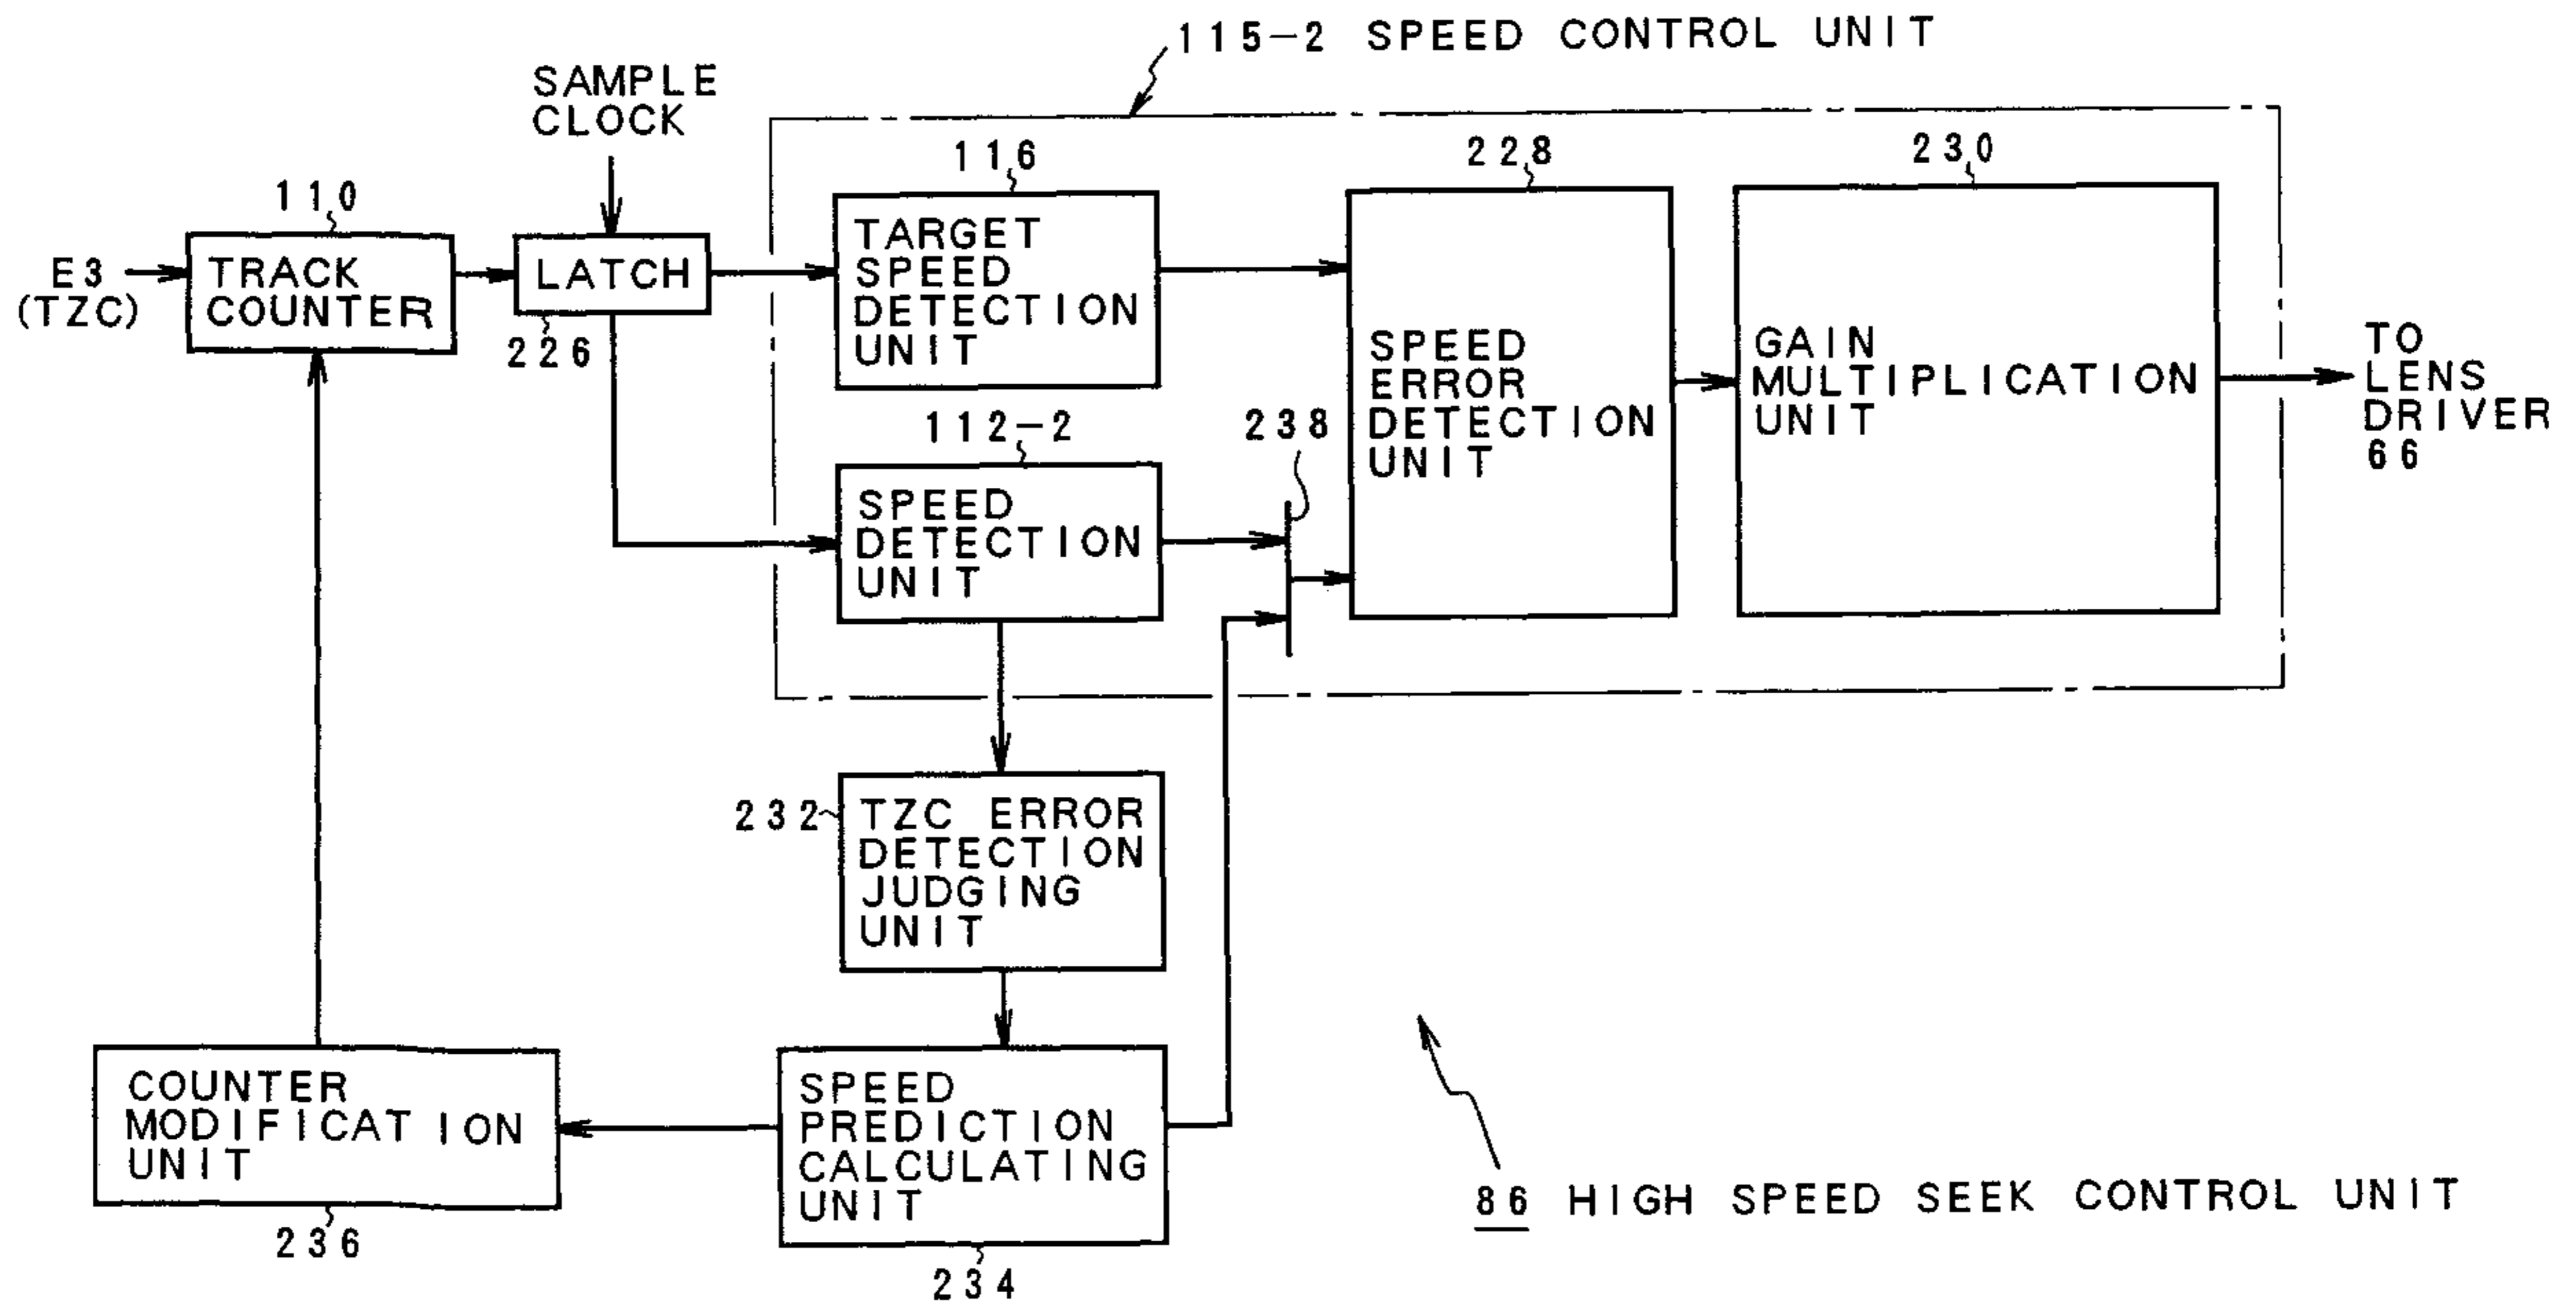 115-2 SPEED CONTROL UNIT
SAMPLE
CLOCK
116
228
230
110
E3
(TZC)
TRACK
COUNTER
LATCH
226
TARGET
SPEED
DETECTION
UNIT
SPEED
ERROR
DETECTION
UNIT
GAIN
MULTIPLICATION
UNIT
TO
LENS
DRIVER
66
112-2
238
SPEED
DETECTION
UNIT
232
TZC ERROR
DETECTION
JUDGING
UNIT
COUNTER
MODIFICATION
UNIT
236
SPEED
PREDICTION
CALCULATING
UNIT
234
86 HIGH SPEED SEEK CONTROL UNIT